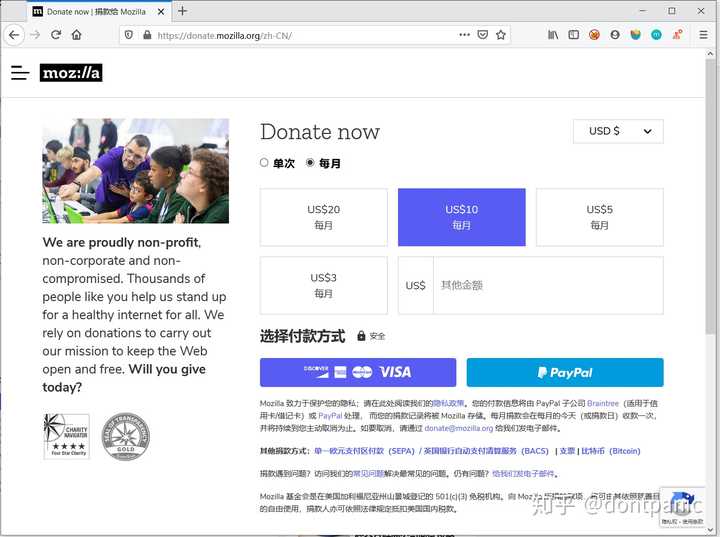 Donate now | 捐款给 Mozilla
https://donate.mozilla.org/zh-CN/
moz://a
Donate now
USD $
单次
每月
US$20
每月
US$10
每月
US$5
每月
US$3
每月
US$
其他金额
We are proudly non-profit,
non-corporate and non-
compromised. Thousands of
people like you help us stand up
for a healthy internet for all. We
rely on donations to carry out
our mission to keep the Web
open and free. Will you give
today?
CHARITY
NAVIGATOR
Four Star Charity
SEAL OF TRANSPARENCY
GOLD
选择付款方式
安全
DISCOVER
VISA
PayPal
Mozilla 致力于保护您的隐私：请在此处阅读我们的隐私政策。您的付款信息将由 PayPal 子公司 Braintree（适用于信
用卡/借记卡）或 PayPal 处理，而您的捐款记录将被 Mozilla 存储。每月捐款会在每月的今天（或捐款日）收款一次，
并将持续到您主动取消为止。如要取消，请通过 donate@mozilla.org 给我们发电子邮件。
其他捐款方式：单一欧元支付区付款（SEPA）/ 英国银行自动支付清算服务（BACS） | 支票 | 比特币（Bitcoin）
捐款遇到问题？访问我们的常见问题解决最常见的问题。仍有问题？给我们发电子邮件。
Mozilla 基金会是在美国加利福尼亚州山景城登记的 501(c)(3) 免税机构。向 Mozilla
的自由使用，捐款人亦可依照法律规定抵扣美国国内税款。
知乎 @dontpanic
隐私权 - 使用条款